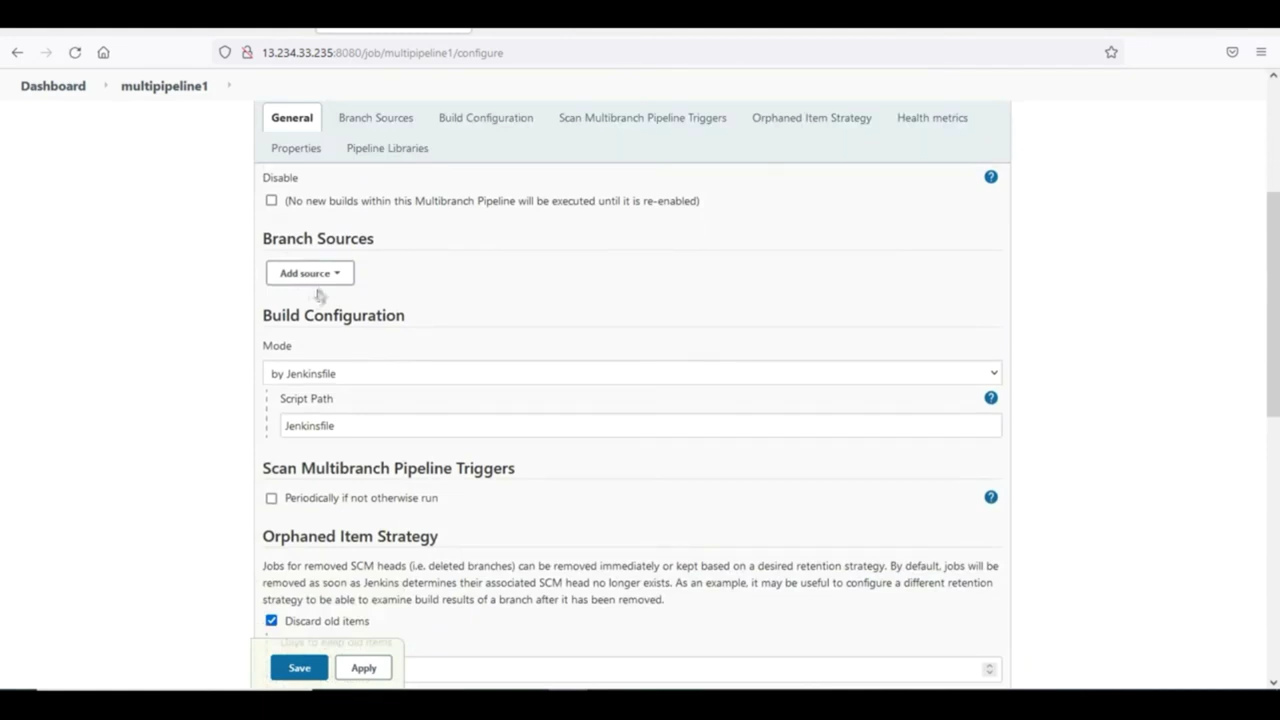 13.234.33.235:8080/job/multipipeline1/configure
Dashboard multipipeline1
General Branch Sources Build Configuration Scan Multibranch Pipeline Triggers Orphaned Item Strategy Health metrics
Properties Pipeline Libraries
Disable
(No new builds within this Multibranch Pipeline will be executed until it is re-enabled)
Branch Sources
Add source
Build Configuration
Mode
by Jenkinsfile
Script Path
Jenkinsfile
Scan Multibranch Pipeline Triggers
Periodically if not otherwise run
Orphaned Item Strategy
Jobs for removed SCM heads (i.e. deleted branches) can be removed immediately or kept based on a desired retention strategy. By default, jobs will be
removed as soon as Jenkins determines their associated SCM head no longer exists. As an example, it may be useful to configure a different retention
strategy to be able to examine build results of a branch after it has been removed.
Discard old items
Days to keep old items
Save Apply